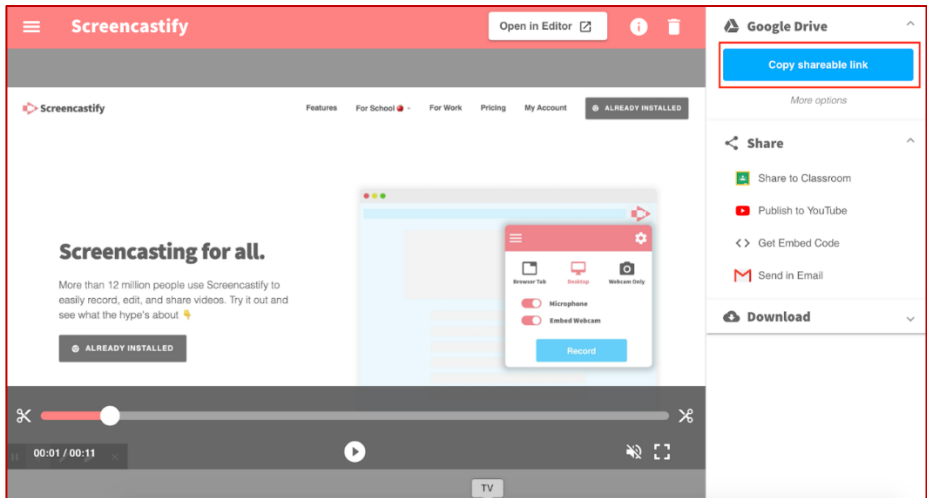 Screencastify
Open in Editor
Screencastify
Features For School For Work Pricing My Account ALREADY INSTALLED
Screencasting for all.
More than 12 million people use Screencastify to
easily record, edit, and share videos. Try it out and
see what the hype's about 👇
ALREADY INSTALLED
Browser Tab Desktop Webcam Only
Microphone
Embed Webcam
Record
00:01 / 00:11
TV
Google Drive
Copy shareable link
More options
Share
Share to Classroom
Publish to YouTube
Get Embed Code
Send in Email
Download